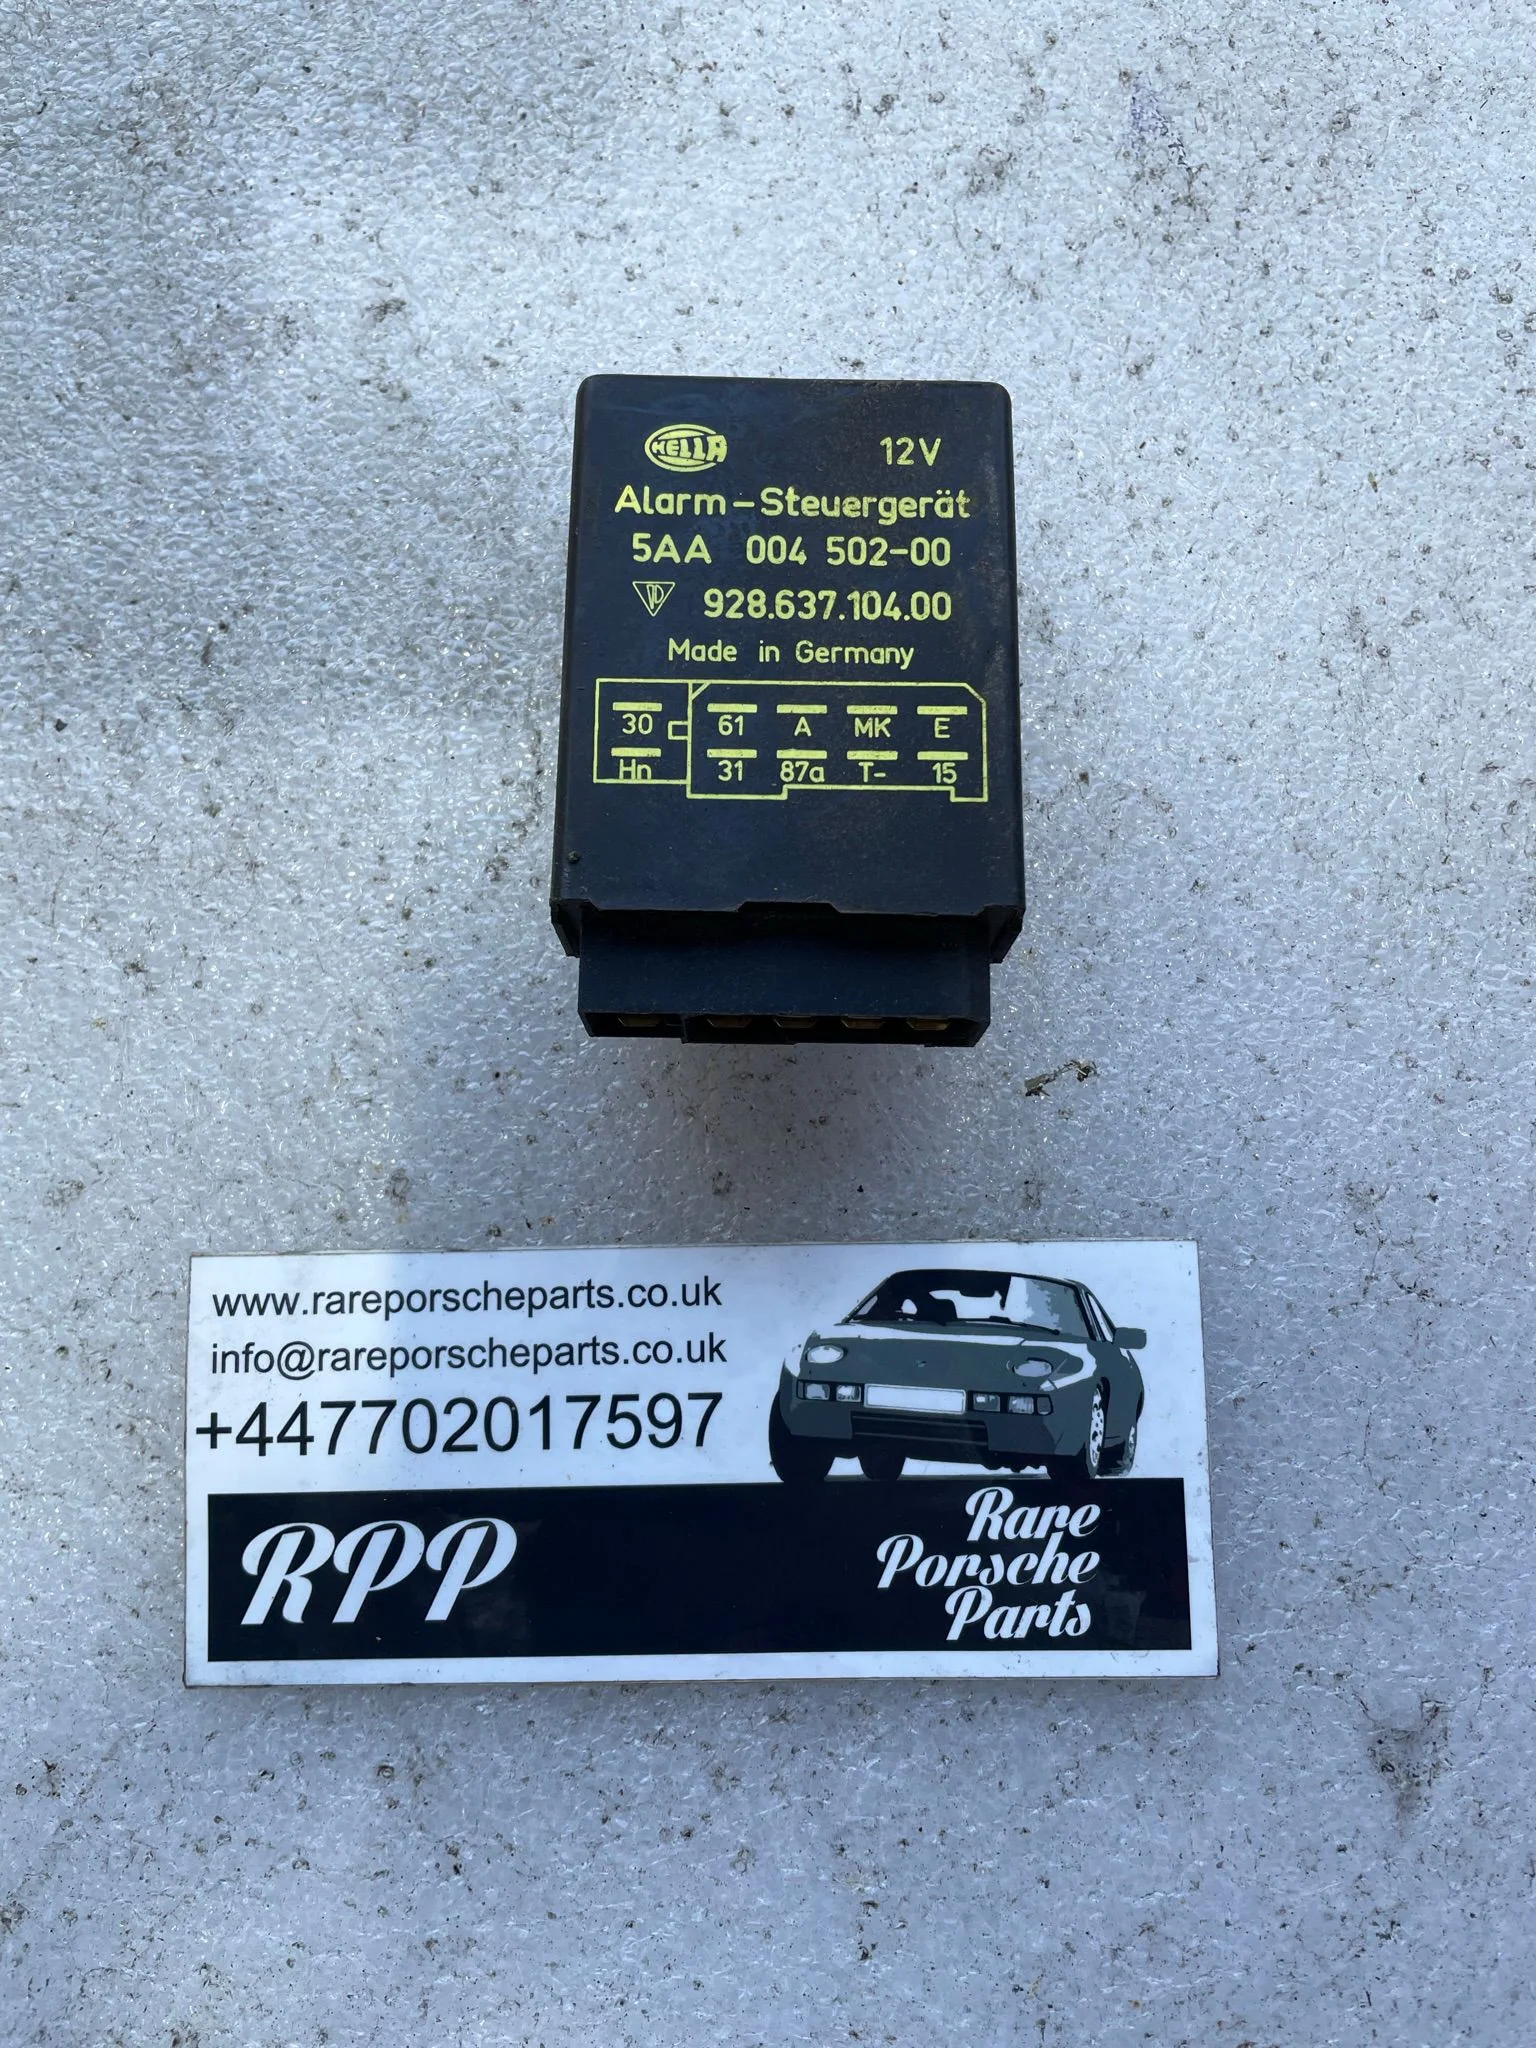 HELLA 12V
Alarm-Steuergerät
5AA 004 502-00
928.637.104.00
Made in Germany
30 61 A MK E
Hn 31 87a T- 15
www.rareporscheparts.co.uk
info@rareporscheparts.co.uk
+447702017597
RPP
Rare
Porsche
Parts